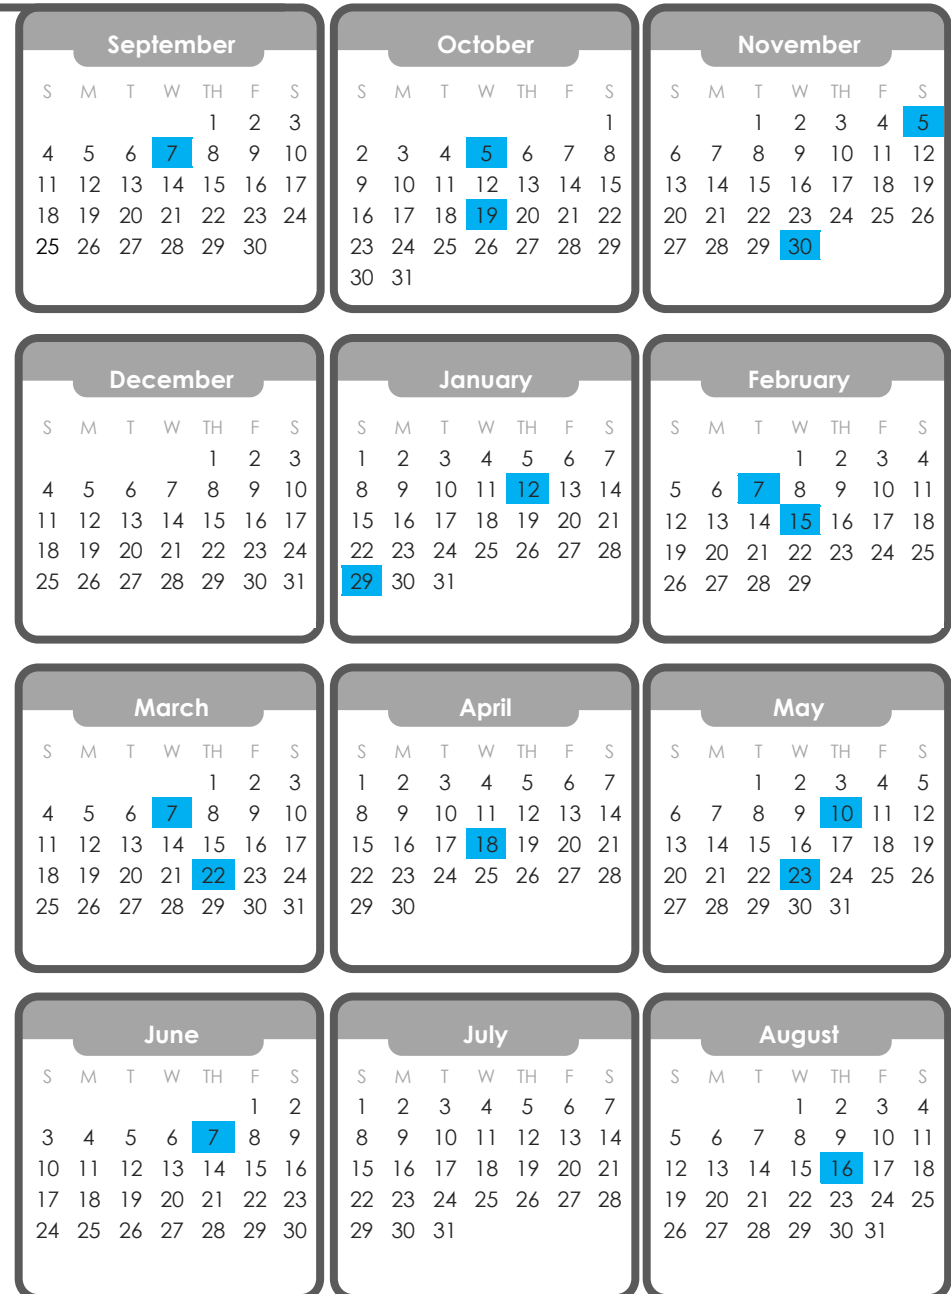 September
S M T W TH F S
1 2 3
4 5 6 7 8 9 10
11 12 13 14 15 16 17
18 19 20 21 22 23 24
25 26 27 28 29 30
October
S M T W TH F S
1
2 3 4 5 6 7 8
9 10 11 12 13 14 15
16 17 18 19 20 21 22
23 24 25 26 27 28 29
30 31
November
S M T W TH F S
1 2 3 4 5
6 7 8 9 10 11 12
13 14 15 16 17 18 19
20 21 22 23 24 25 26
27 28 29 30
December
S M T W TH F S
1 2 3
4 5 6 7 8 9 10
11 12 13 14 15 16 17
18 19 20 21 22 23 24
25 26 27 28 29 30 31
January
S M T W TH F S
1 2 3 4 5 6 7
8 9 10 11 12 13 14
15 16 17 18 19 20 21
22 23 24 25 26 27 28
29 30 31
February
S M T W TH F S
1 2 3 4
5 6 7 8 9 10 11
12 13 14 15 16 17 18
19 20 21 22 23 24 25
26 27 28 29
March
S M T W TH F S
1 2 3
4 5 6 7 8 9 10
11 12 13 14 15 16 17
18 19 20 21 22 23 24
25 26 27 28 29 30 31
April
S M T W TH F S
1 2 3 4 5 6 7
8 9 10 11 12 13 14
15 16 17 18 19 20 21
22 23 24 25 26 27 28
29 30
May
S M T W TH F S
1 2 3 4 5
6 7 8 9 10 11 12
13 14 15 16 17 18 19
20 21 22 23 24 25 26
27 28 29 30 31
June
S M T W TH F S
1 2
3 4 5 6 7 8 9
10 11 12 13 14 15 16
17 18 19 20 21 22 23
24 25 26 27 28 29 30
July
S M T W TH F S
1 2 3 4 5 6 7
8 9 10 11 12 13 14
15 16 17 18 19 20 21
22 23 24 25 26 27 28
29 30 31
August
S M T W TH F S
1 2 3 4
5 6 7 8 9 10 11
12 13 14 15 16 17 18
19 20 21 22 23 24 25
26 27 28 29 30 31